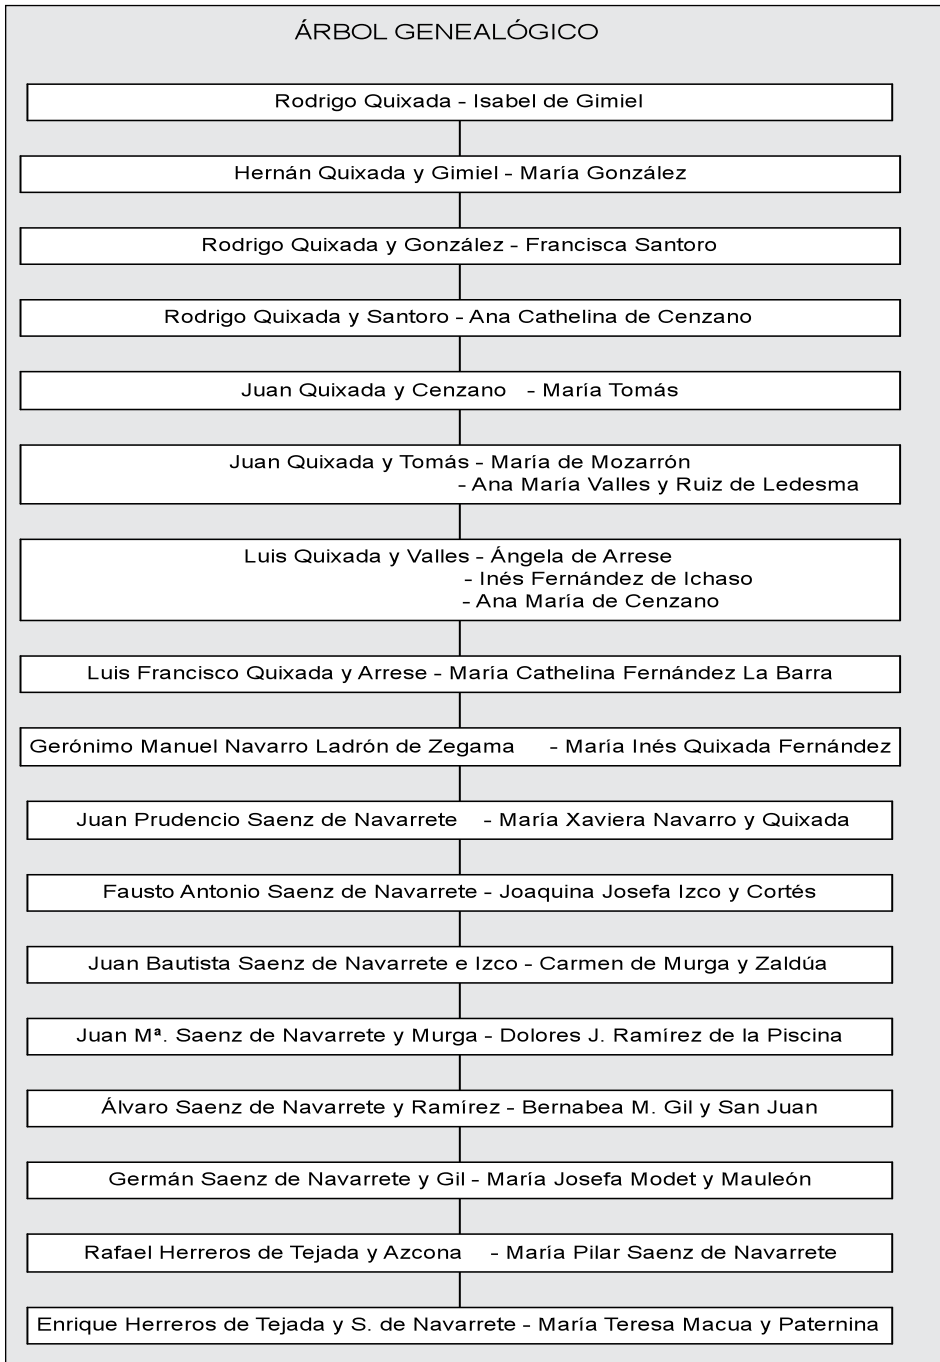 ÁRBOL GENEALÓGICO
Rodrigo Quixada - Isabel de Gimiel
Hernán Quixada y Gimiel - María González
Rodrigo Quixada y González - Francisca Santoro
Rodrigo Quixada y Santoro - Ana Cathelina de Cenzano
Juan Quixada y Cenzano - María Tomás
Juan Quixada y Tomás - María de Mozarrón
- Ana María Valles y Ruiz de Ledesma
Luis Quixada y Valles - Ángela de Arrese
- Inés Fernández de Ichaso
- Ana María de Cenzano
Luis Francisco Quixada y Arrese - María Cathelina Fernández La Barra
Gerónimo Manuel Navarro Ladrón de Zegama - María Inés Quixada Fernández
Juan Prudencio Saenz de Navarrete - María Xaviera Navarro y Quixada
Fausto Antonio Saenz de Navarrete - Joaquina Josefa Izco y Cortés
Juan Bautista Saenz de Navarrete e Izco - Carmen de Murga y Zaldúa
Juan Mª. Saenz de Navarrete y Murga - Dolores J. Ramírez de la Piscina
Álvaro Saenz de Navarrete y Ramírez - Bernabea M. Gil y San Juan
Germán Saenz de Navarrete y Gil - María Josefa Modet y Mauleón
Rafael Herreros de Tejada y Azcona - María Pilar Saenz de Navarrete
Enrique Herreros de Tejada y S. de Navarrete - María Teresa Macua y Paternina